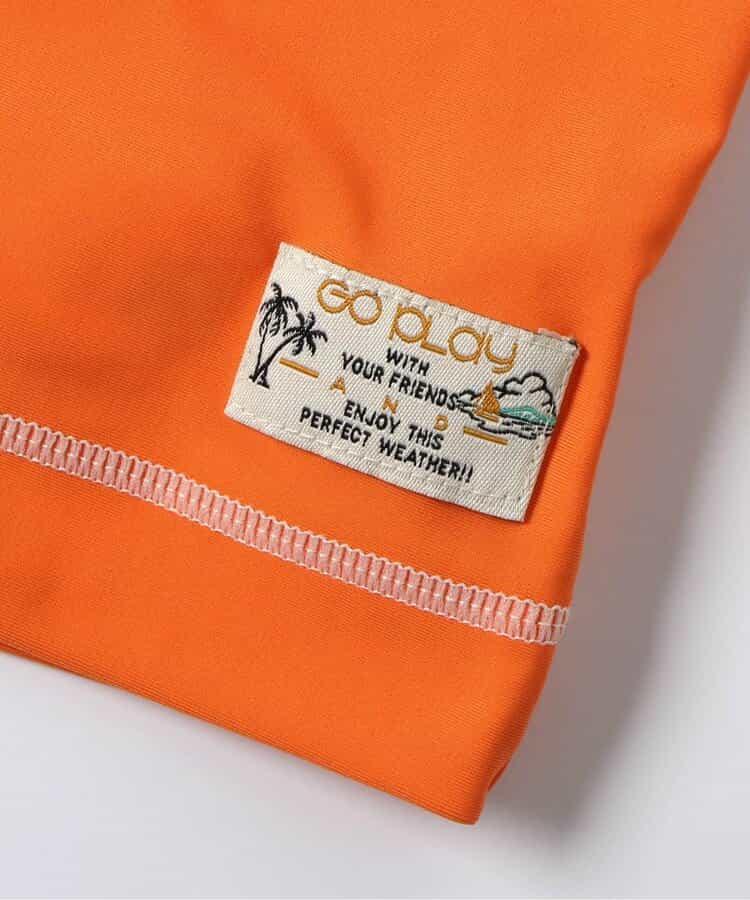 GO PLAY
WITH
YOUR FRIENDS
AND
ENJOY THIS
PERFECT WEATHER!!